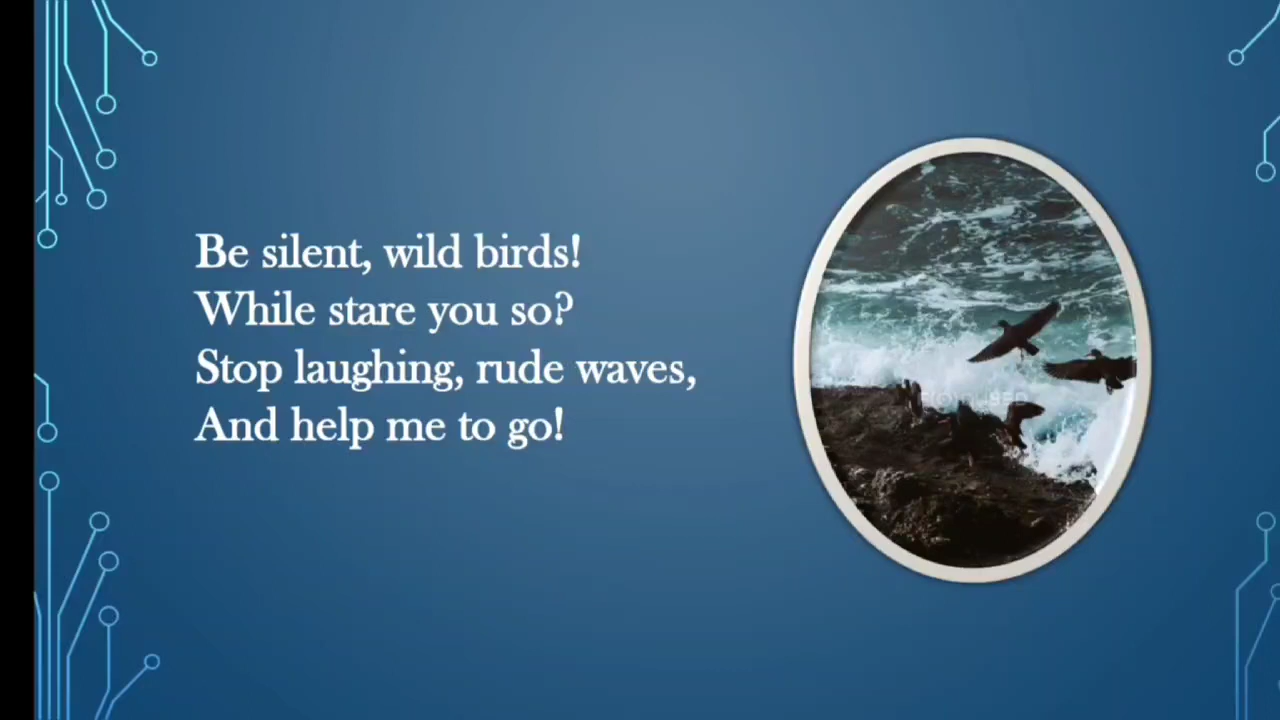 Be silent, wild birds!
While stare you so?
Stop laughing, rude waves,
And help me to go!